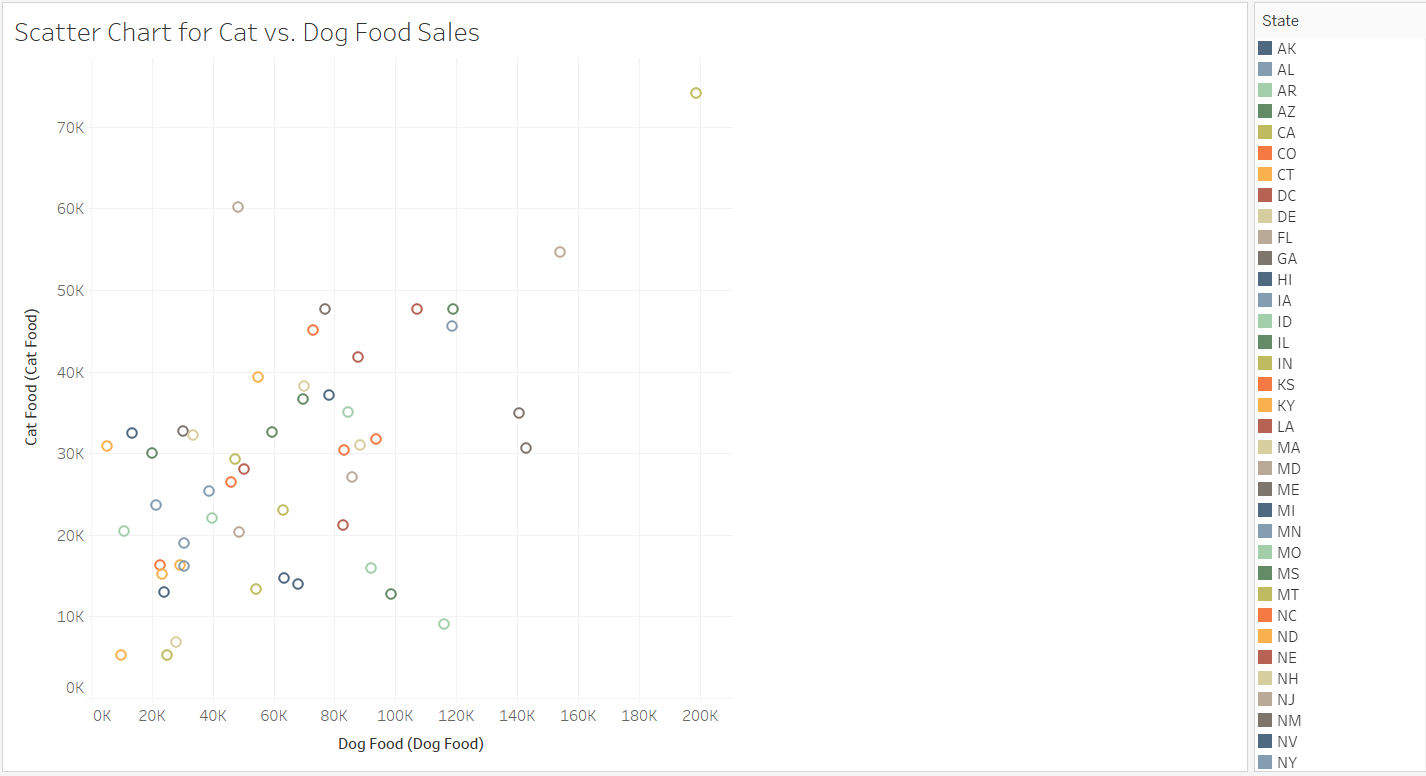 Scatter Chart for Cat vs. Dog Food Sales
70K
60K
50K
40K
30K
20K
10K
0K
Cat Food (Cat Food)
0K 20K 40K 60K 80K 100K 120K 140K 160K 180K 200K
Dog Food (Dog Food)
State
AK
AL
AR
AZ
CA
CO
CT
DC
DE
FL
GA
HI
IA
ID
IL
IN
KS
KY
LA
MA
MD
ME
MI
MN
MO
MS
MT
NC
ND
NE
NH
NJ
NM
NV
NY